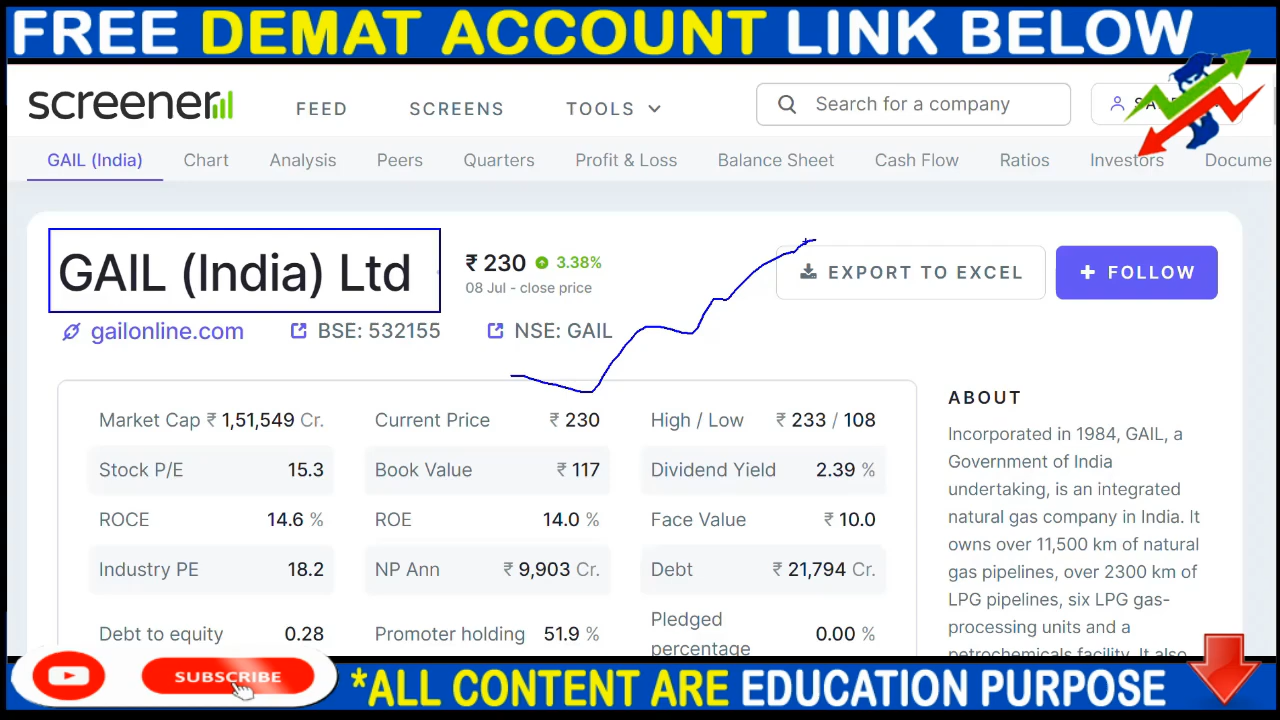 FREE DEMAT ACCOUNT LINK BELOW
screener
FEED SCREENS TOOLS
Search for a company
GAIL (India) Chart Analysis Peers Quarters Profit & Loss Balance Sheet Cash Flow Ratios Investors Docume
GAIL (India) Ltd
₹ 230 3.38%
08 Jul - close price
EXPORT TO EXCEL
+ FOLLOW
gailonline.com BSE: 532155 NSE: GAIL
Market Cap ₹ 1,51,549 Cr. Current Price ₹ 230 High / Low ₹ 233 / 108
Stock P/E 15.3 Book Value ₹ 117 Dividend Yield 2.39 %
ROCE 14.6 % ROE 14.0 % Face Value ₹ 10.0
Industry PE 18.2 NP Ann ₹ 9,903 Cr. Debt ₹ 21,794 Cr.
Debt to equity 0.28 Promoter holding 51.9 % Pledged percentage 0.00 %
ABOUT
Incorporated in 1984, GAIL, a
Government of India
undertaking, is an integrated
natural gas company in India. It
owns over 11,500 km of natural
gas pipelines, over 2300 km of
LPG pipelines, six LPG gas-
processing units and a
petrochemicals facility. It also
SUBSCRIBE
*ALL CONTENT ARE EDUCATION PURPOSE